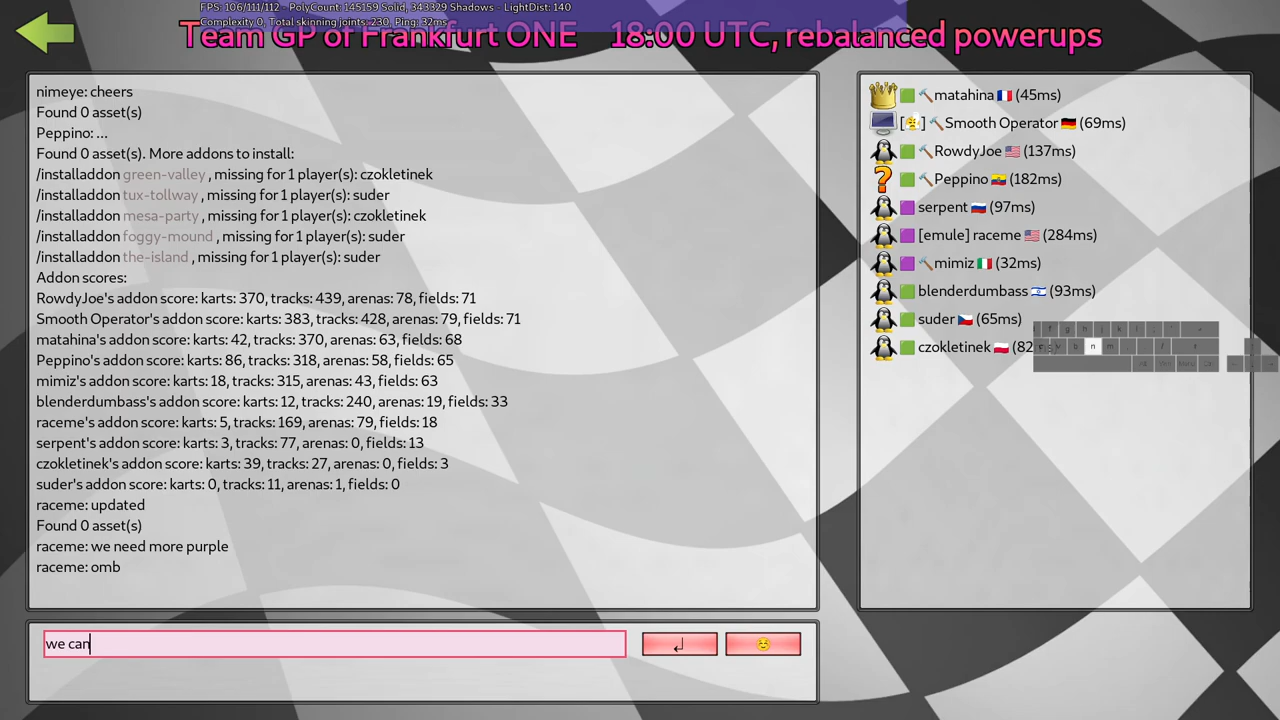 FPS: 106/111/112 - PolyCount: 145159 Solid, 343329 Shadows - LightDist: 140
Complexity 0, Total skinning joints: 230, Ping: 32ms
Team GP of Frankfurt ONE 18:00 UTC, rebalanced powerups
nimeye: cheers
Found 0 asset(s)
Peppino: ...
Found 0 asset(s). More addons to install:
/installaddon green-valley , missing for 1 player(s): czokletinek
/installaddon tux-tollway , missing for 1 player(s): suder
/installaddon mesa-party , missing for 1 player(s): czokletinek
/installaddon foggy-mound , missing for 1 player(s): suder
/installaddon the-island , missing for 1 player(s): suder
Addon scores:
RowdyJoe's addon score: karts: 370, tracks: 439, arenas: 78, fields: 71
Smooth Operator's addon score: karts: 383, tracks: 428, arenas: 79, fields: 71
matahina's addon score: karts: 42, tracks: 370, arenas: 63, fields: 68
Peppino's addon score: karts: 86, tracks: 318, arenas: 58, fields: 65
mimiz's addon score: karts: 18, tracks: 315, arenas: 43, fields: 63
blenderdumbass's addon score: karts: 12, tracks: 240, arenas: 19, fields: 33
raceme's addon score: karts: 5, tracks: 169, arenas: 79, fields: 18
serpent's addon score: karts: 3, tracks: 77, arenas: 0, fields: 13
czokletinek's addon score: karts: 39, tracks: 27, arenas: 0, fields: 3
suder's addon score: karts: 0, tracks: 11, arenas: 1, fields: 0
raceme: updated
Found 0 asset(s)
raceme: we need more purple
raceme: omb
we can
matahina (45ms)
Smooth Operator (69ms)
RowdyJoe (137ms)
Peppino (182ms)
serpent (97ms)
[emule] raceme (284ms)
mimiz (32ms)
blenderdumbass (93ms)
suder (65ms)
czokletinek (82